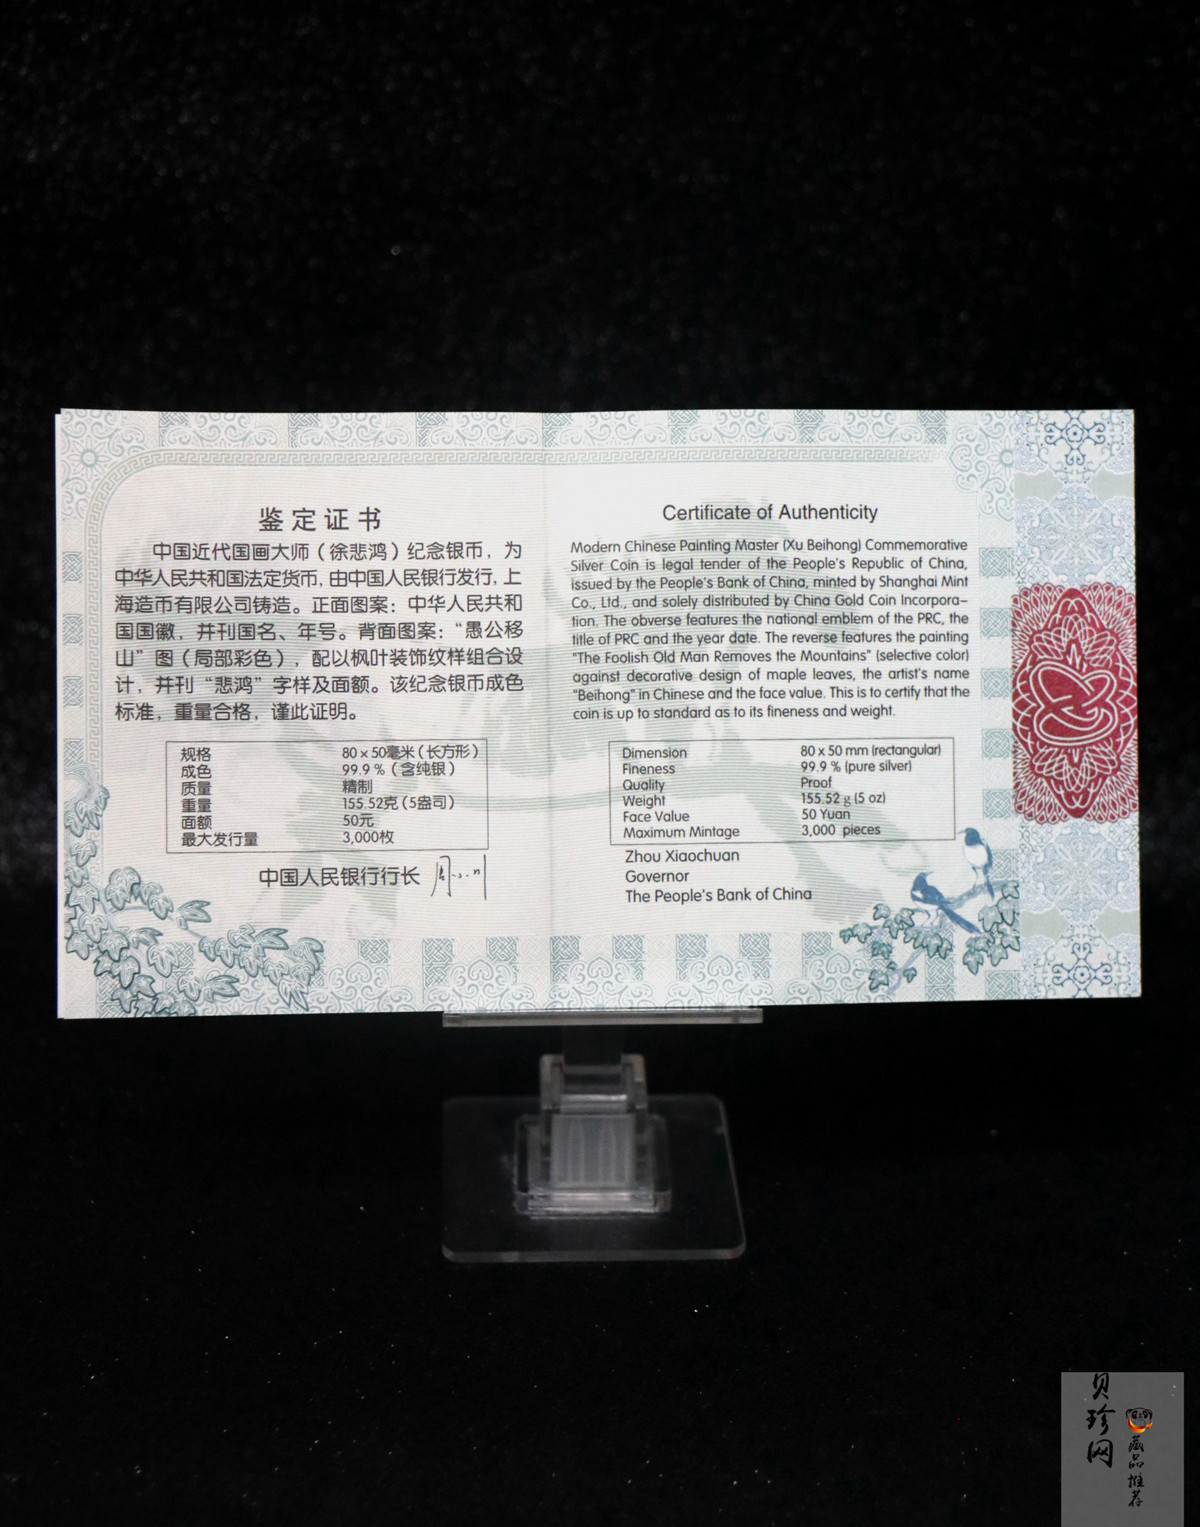 鉴定证书
中国近代国画大师（徐悲鸿）纪念银币，为
中华人民共和国法定货币，由中国人民银行发行，上
海造币有限公司铸造。正面图案：中华人民共和
国国徽，并刊国名、年号。背面图案：“愚公移
山”图（局部彩色），配以枫叶装饰纹样组合设
计，并刊“悲鸿”字样及面额。该纪念银币成色
标准，重量合格，谨此证明。
规格 80×50毫米（长方形）
成色 99.9％（含纯银）
质量 精制
重量 155.52克（5盎司）
面额 50元
最大发行量 3,000枚
中国人民银行行长
Certificate of Authenticity
Modern Chinese Painting Master (Xu Beihong) Commemorative
Silver Coin is legal tender of the People's Republic of China,
issued by the People's Bank of China, minted by Shanghai Mint
Co., Ltd., and solely distributed by China Gold Coin Incorpora-
tion. The obverse features the national emblem of the PRC, the
title of PRC and the year date. The reverse features the painting
"The Foolish Old Man Removes the Mountains" (selective color)
against decorative design of maple leaves, the artist's name
"Beihong" in Chinese and the face value. This is to certify that the
coin is up to standard as to its fineness and weight.
Dimension 80 x 50 mm (rectangular)
Fineness 99.9 % (pure silver)
Quality Proof
Weight 155.52 g (5 oz)
Face Value 50 Yuan
Maximum Mintage 3,000 pieces
Zhou Xiaochuan
Governor
The People's Bank of China
贝珍网
藏品推荐